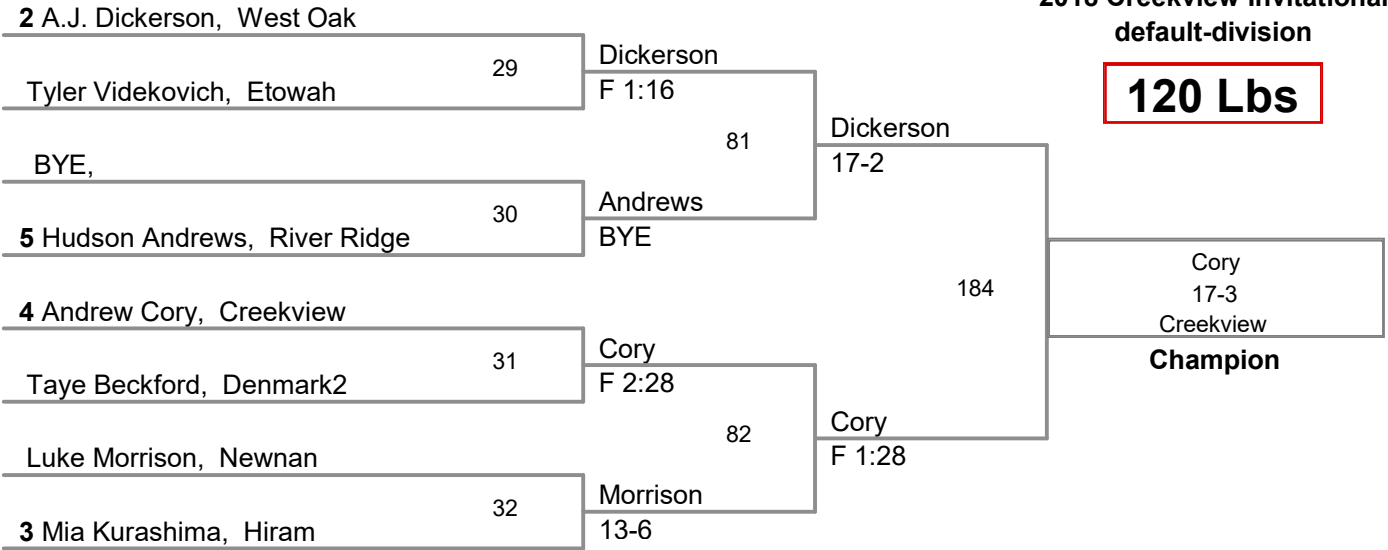 2018 Creekview Invitational
default-division
120 Lbs
2 A.J. Dickerson, West Oak
29
Tyler Videkovich, Etowah
Dickerson
F 1:16
81
BYE,
30
5 Hudson Andrews, River Ridge
Andrews
BYE
Dickerson
17-2
4 Andrew Cory, Creekview
31
Taye Beckford, Denmark2
Cory
F 2:28
82
Luke Morrison, Newnan
32
3 Mia Kurashima, Hiram
Morrison
13-6
Cory
F 1:28
184
Cory
17-3
Creekview
Champion